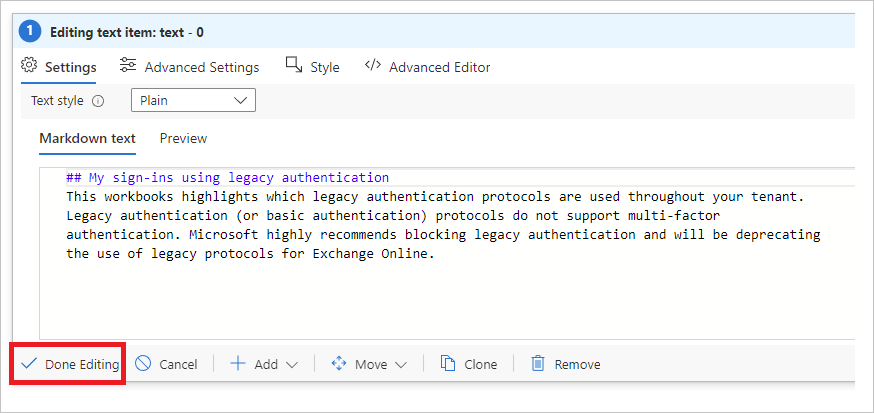 1 Editing text item: text - 0
Settings Advanced Settings Style </> Advanced Editor
Text style Plain
Markdown text Preview
## My sign-ins using legacy authentication
This workbooks highlights which legacy authentication protocols are used throughout your tenant.
Legacy authentication (or basic authentication) protocols do not support multi-factor
authentication. Microsoft highly recommends blocking legacy authentication and will be deprecating
the use of legacy protocols for Exchange Online.
Done Editing Cancel Add Move Clone Remove